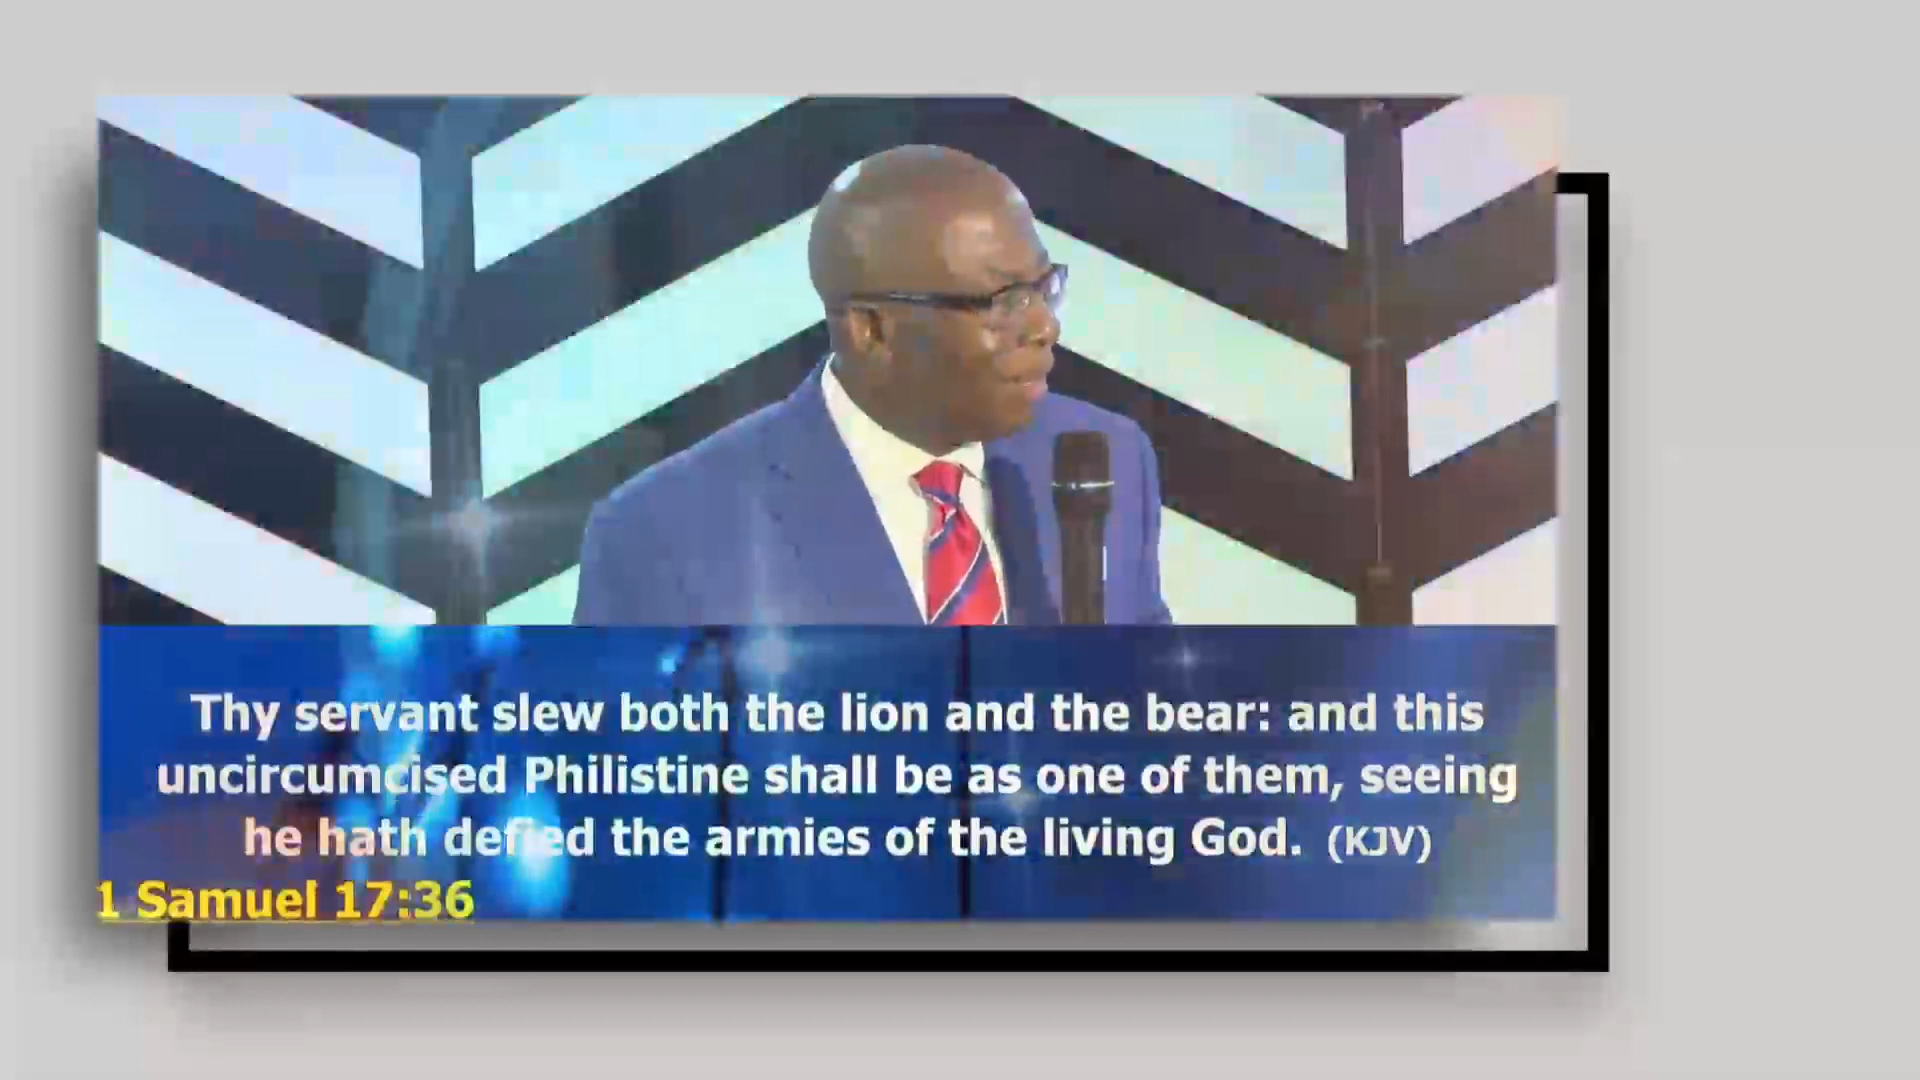 Thy servant slew both the lion and the bear: and this
uncircumcised Philistine shall be as one of them, seeing
he hath defied the armies of the living God. (KJV)
1 Samuel 17:36